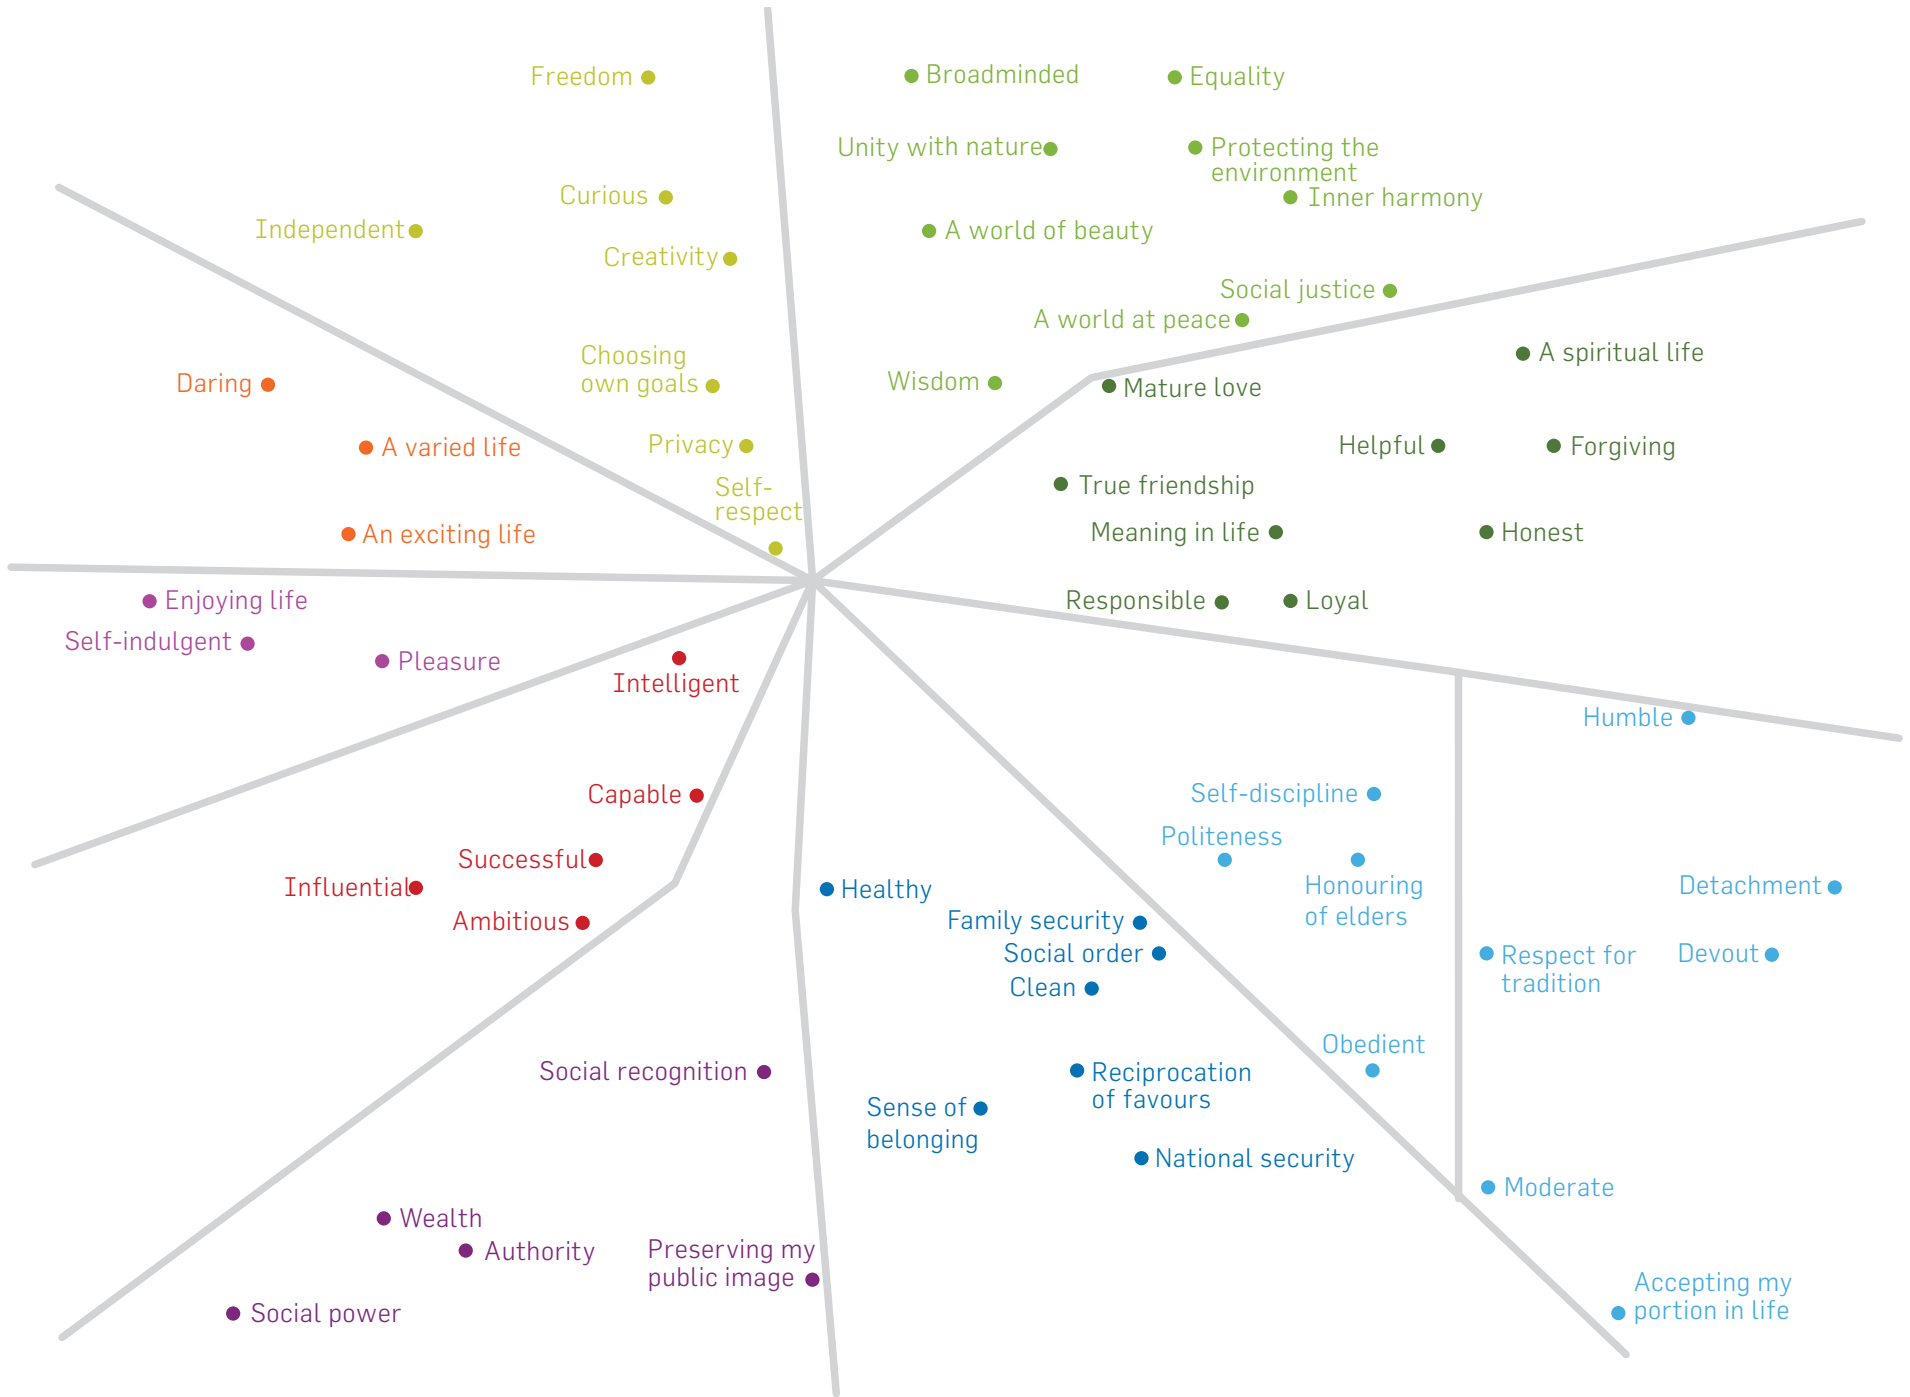 Freedom
Broadminded
Equality
Unity with nature
Protecting the
environment
Curious
Inner harmony
Independent
A world of beauty
Creativity
Social justice
A world at peace
Choosing
own goals
A spiritual life
Daring
Wisdom
Mature love
A varied life
Privacy
Helpful
Forgiving
Self-
respect
True friendship
An exciting life
Meaning in life
Honest
Enjoying life
Responsible
Loyal
Self-indulgent
Pleasure
Intelligent
Humble
Capable
Self-discipline
Politeness
Successful
Influential
Healthy
Honouring
of elders
Detachment
Ambitious
Family security
Social order
Respect for
tradition
Devout
Clean
Obedient
Social recognition
Reciprocation
of favours
Sense of
belonging
National security
Moderate
Wealth
Authority
Preserving my
public image
Social power
Accepting my
portion in life